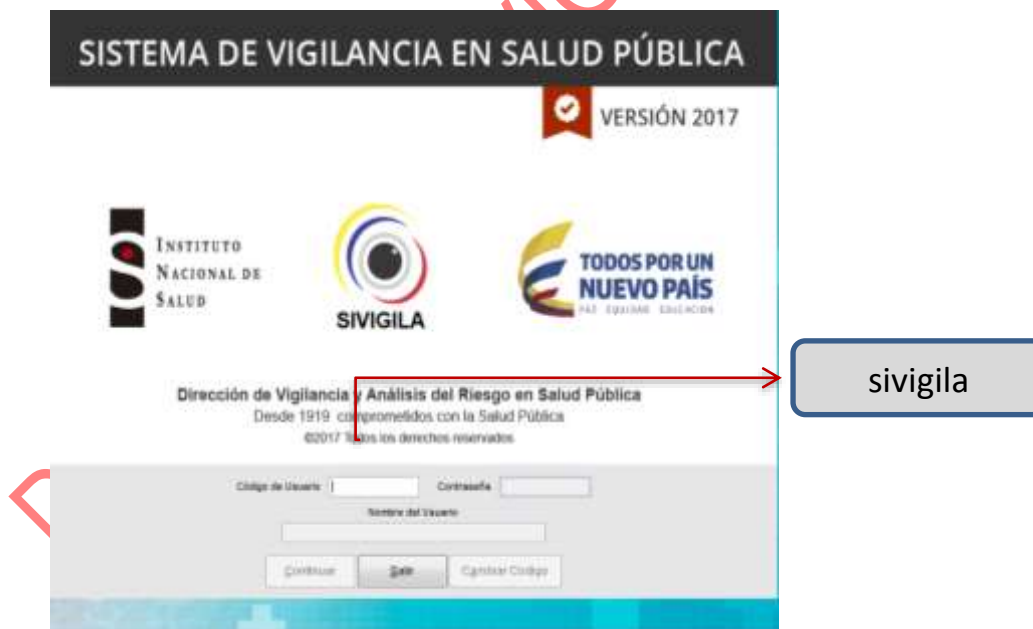 SISTEMA DE VIGILANCIA EN SALUD PÚBLICA
VERSIÓN 2017
INSTITUTO
NACIONAL DE
SALUD
SIVIGILA
TODOS POR UN
NUEVO PAÍS
PAZ EQUIDAD EDUCACIÓN
sivigila
Dirección de Vigilancia y Análisis del Riesgo en Salud Pública
Desde 1919 comprometidos con la Salud Pública
©2017 Todos los derechos reservados
Código de Usuario Contraseña
Nombre del Usuario
Continuar Salir Cambiar Código